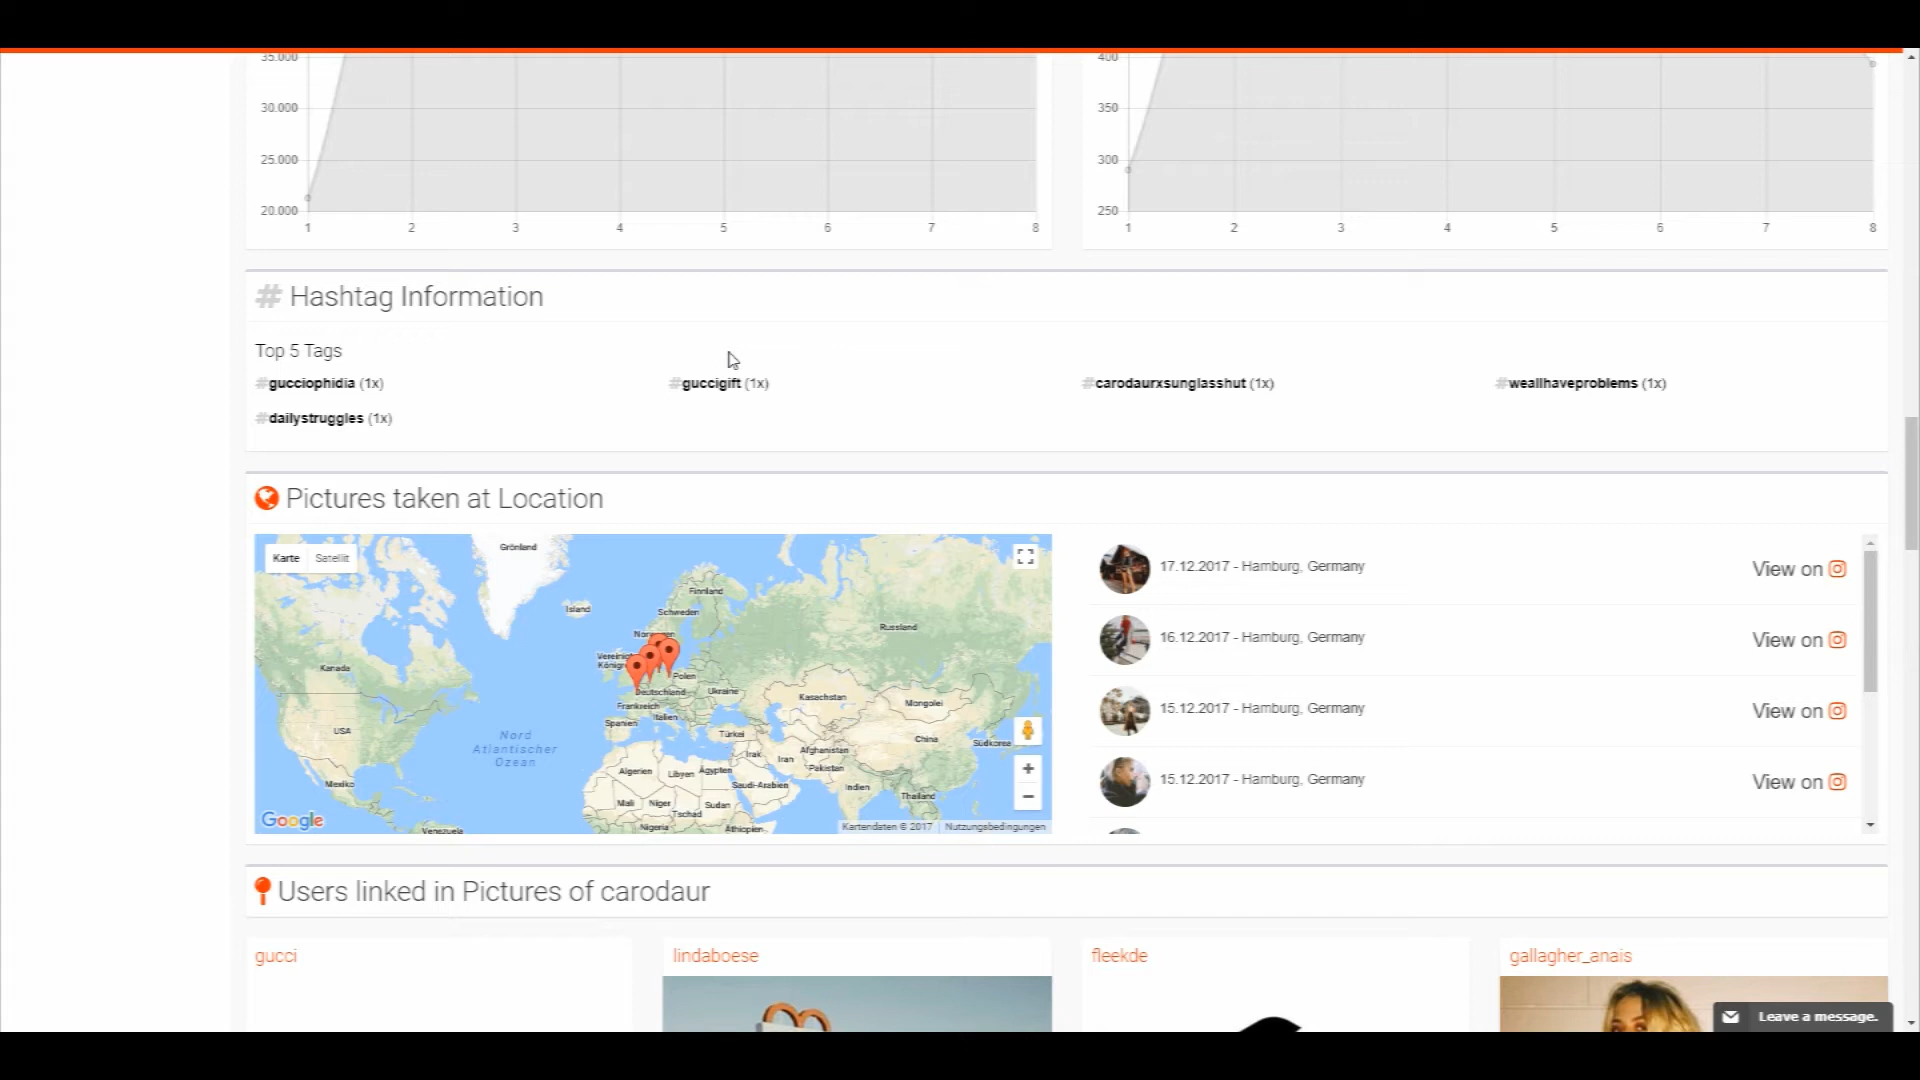 35.000
30.000
25.000
20.000
1 2 3 4 5 6 7 8
400
350
300
250
1 2 3 4 5 6 7 8
# Hashtag Information
Top 5 Tags
#gucciophidia (1x)
#guccigift (1x)
#carodaurxsunglasshut (1x)
#weallhaveproblems (1x)
#dailystruggles (1x)
Pictures taken at Location
Karte Satellit
Grönland
Island
Finnland
Schweden
Norwegen
Russland
Kanada
Polen
Deutschland
Ukraine
Frankreich
Italien
Spanien
Kasachstan
Mongolei
USA
Türkei
China
Südkorea
Nord
Atlantischer
Ozean
Irak
Iran
Afghanistan
Pakistan
Algerien
Libyen
Ägypten
Saudi-Arabien
Indien
Thailand
Mexiko
Mali
Niger
Tschad
Sudan
Nigeria
Äthiopien
Venezuela
Google
Kartendaten © 2017
Nutzungsbedingungen
17.12.2017 - Hamburg, Germany
View on
16.12.2017 - Hamburg, Germany
View on
15.12.2017 - Hamburg, Germany
View on
15.12.2017 - Hamburg, Germany
View on
Users linked in Pictures of carodaur
gucci
lindaboese
fleekde
gallagher_anais
Leave a message.